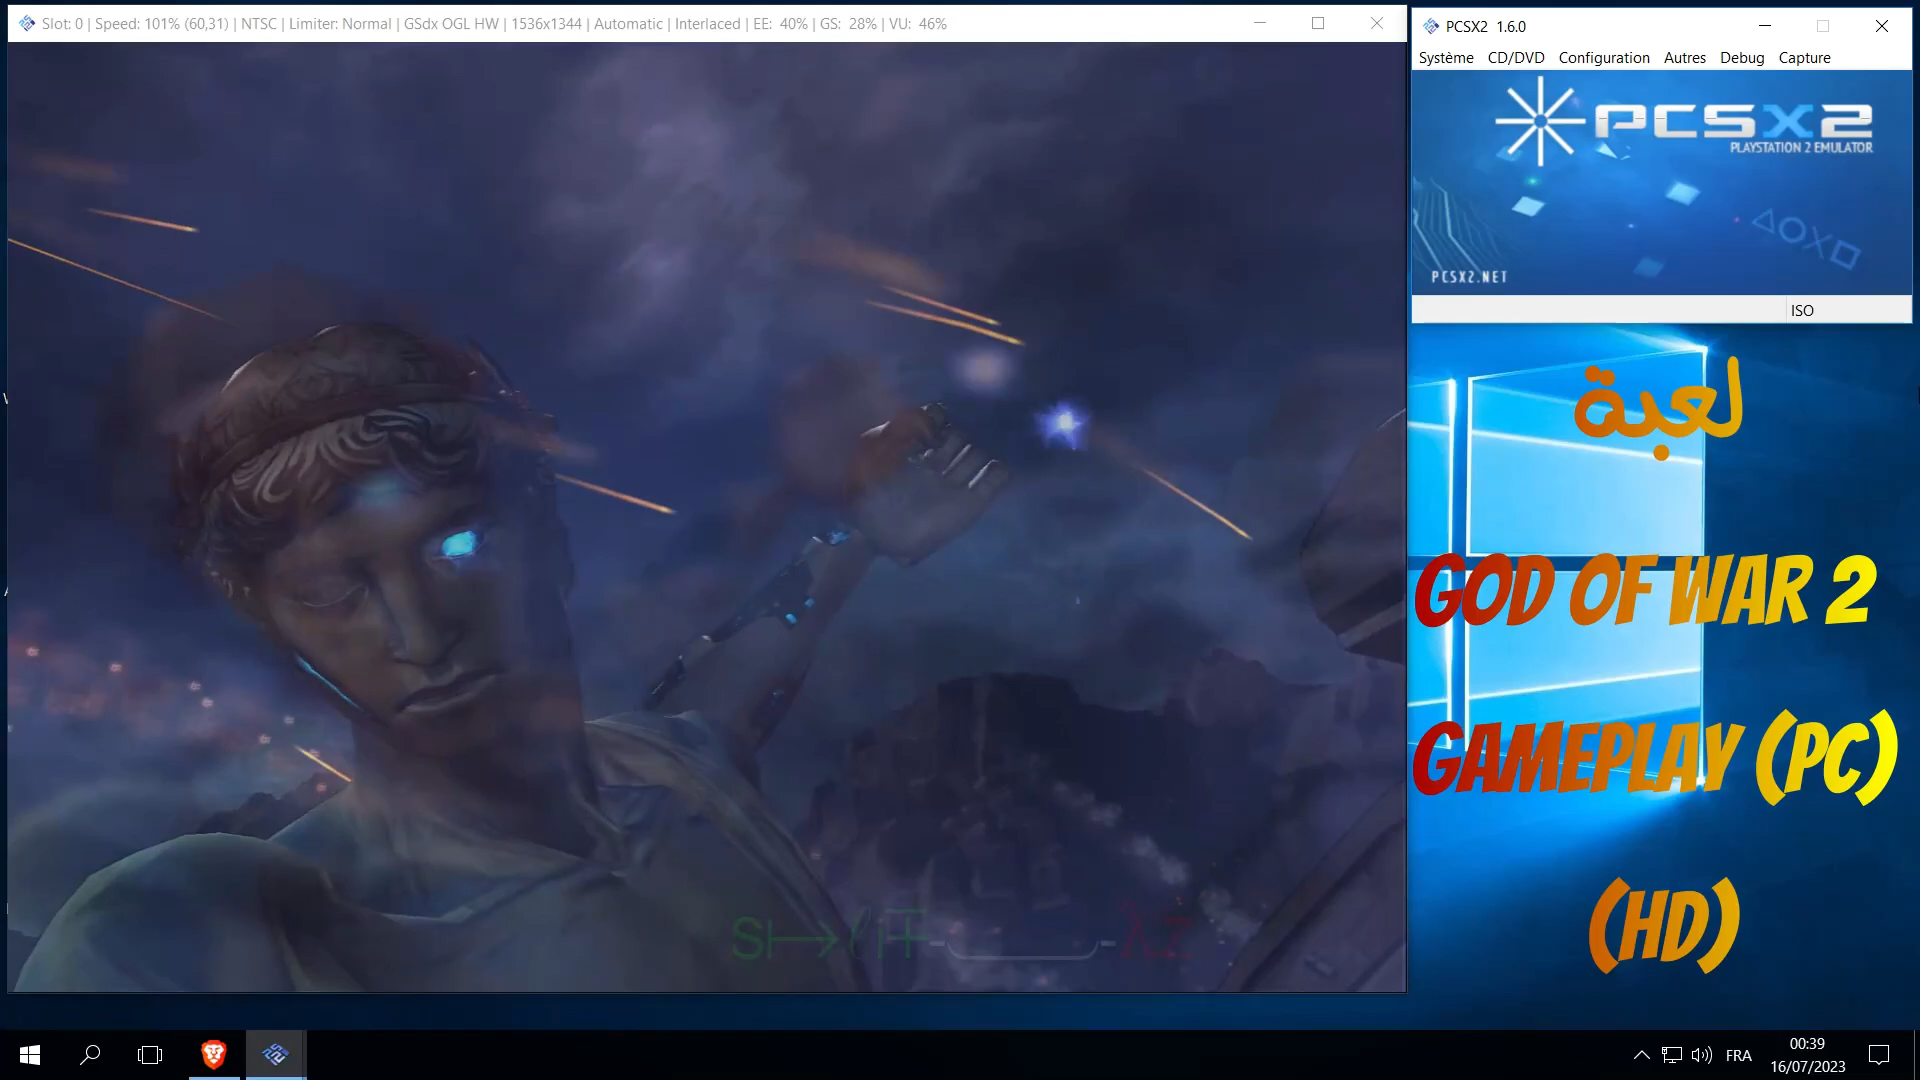 Slot: 0 | Speed: 101% (60,31) | NTSC | Limiter: Normal | GSdx OGL HW | 1536x1344 | Automatic | Interlaced | EE: 40% | GS: 28% | VU: 46%
PCSX2 1.6.0
Système CD/DVD Configuration Autres Debug Capture
PCSX2
PLAYSTATION 2 EMULATOR
PCSX2.NET
ISO
لعبة
GOD OF WAR 2
GAMEPLAY (PC)
(HD)
FRA
00:39
16/07/2023